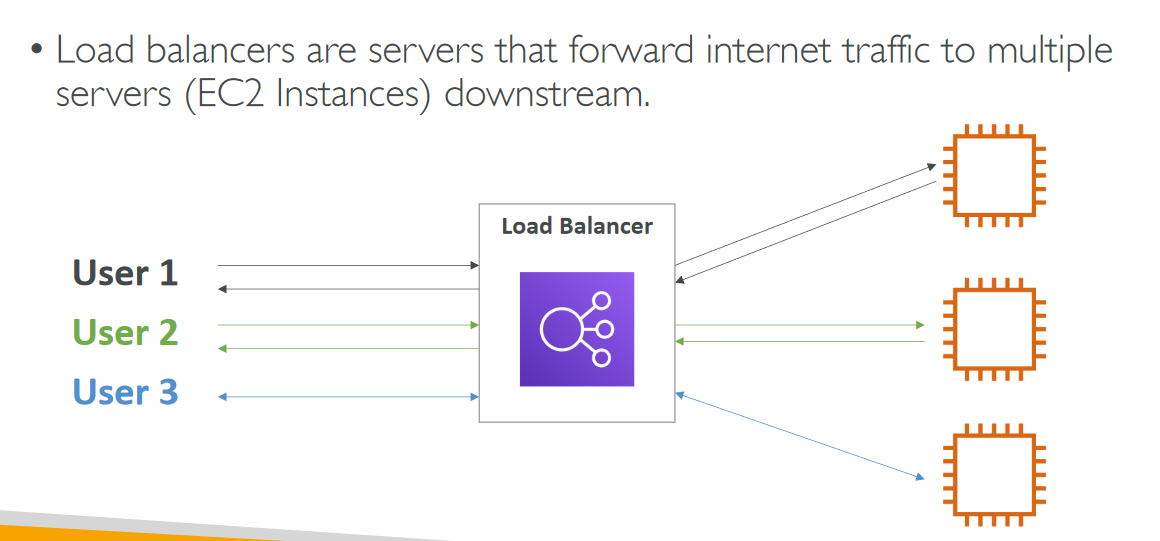 • Load balancers are servers that forward internet traffic to multiple
servers (EC2 Instances) downstream.
Load Balancer
User 1
User 2
User 3